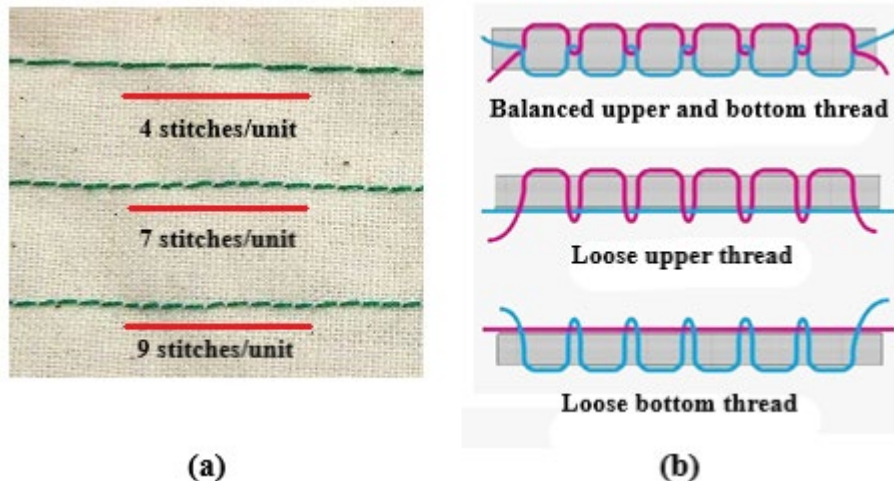 4 stitches/unit
7 stitches/unit
9 stitches/unit
(a)
Balanced upper and bottom thread
Loose upper thread
Loose bottom thread
(b)